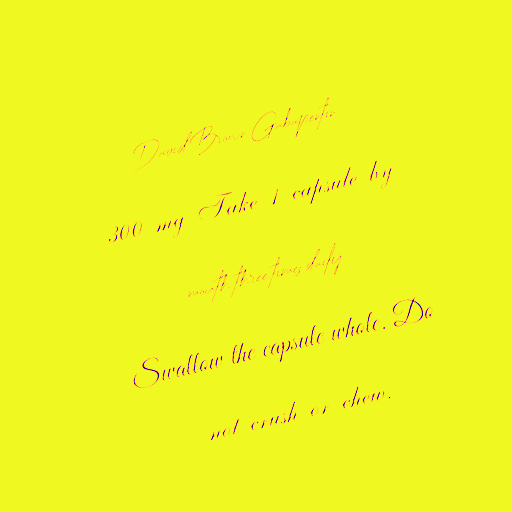 David Bruce Gabapentin
300 mg Take 1 capsule by
mouth three times daily
Swallow the capsule whole. Do
not crush or chew.